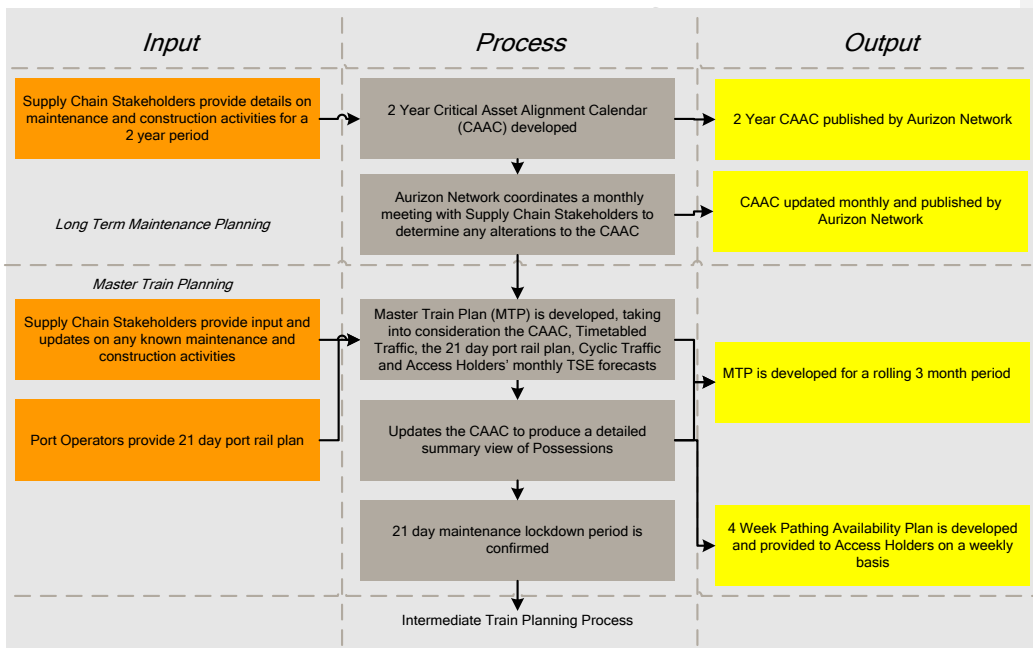 Input
Process
Output
Supply Chain Stakeholders provide details on
maintenance and construction activities for a
2 year period
2 Year Critical Asset Alignment Calendar
(CAAC) developed
2 Year CAAC published by Aurizon Network
Aurizon Network coordinates a monthly
meeting with Supply Chain Stakeholders to
determine any alterations to the CAAC
CAAC updated monthly and published by
Aurizon Network
Long Term Maintenance Planning
Master Train Planning
Supply Chain Stakeholders provide input and
updates on any known maintenance and
construction activities
Master Train Plan (MTP) is developed, taking
into consideration the CAAC, Timetabled
Traffic, the 21 day port rail plan, Cyclic Traffic
and Access Holders' monthly TSE forecasts
MTP is developed for a rolling 3 month period
Port Operators provide 21 day port rail plan
Updates the CAAC to produce a detailed
summary view of Possessions
21 day maintenance lockdown period is
confirmed
4 Week Pathing Availability Plan is developed
and provided to Access Holders on a weekly
basis
Intermediate Train Planning Process